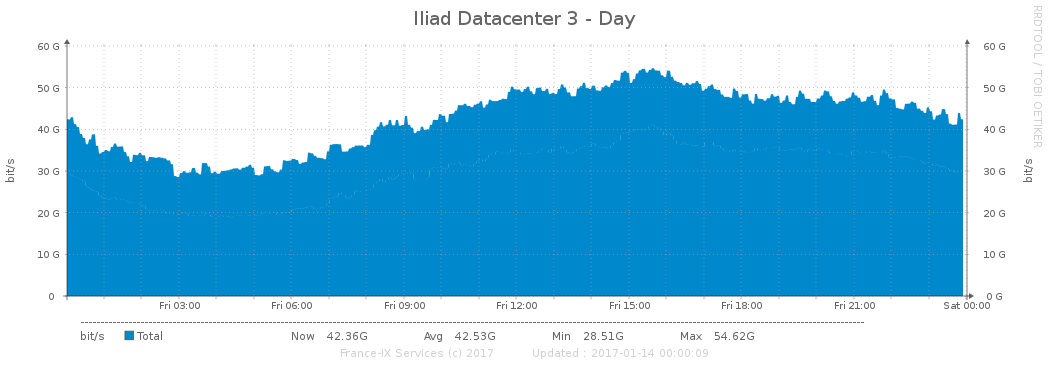 Iliad Datacenter 3 - Day
RRDTOOL / TOBI OETIKER
60 G 60 G
50 G 50 G
40 G 40 G
30 G 30 G
20 G 20 G
10 G 10 G
0 0 G
bit/s bit/s
Fri 03:00 Fri 06:00 Fri 09:00 Fri 12:00 Fri 15:00 Fri 18:00 Fri 21:00 Sat 00:00
bit/s Total Now 42.36G Avg 42.53G Min 28.51G Max 54.62G
France-IX Services (c) 2017 Updated : 2017-01-14 00:00:09